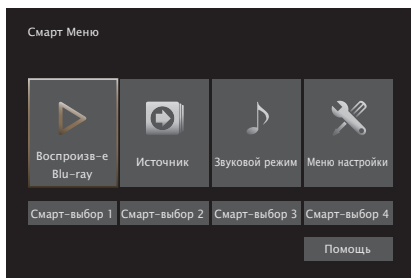 Смарт Меню
Воспроизв-е
Blu-ray
Источник
Звуковой режим
Меню настройки
Смарт-выбор 1
Смарт-выбор 2
Смарт-выбор 3
Смарт-выбор 4
Помощь